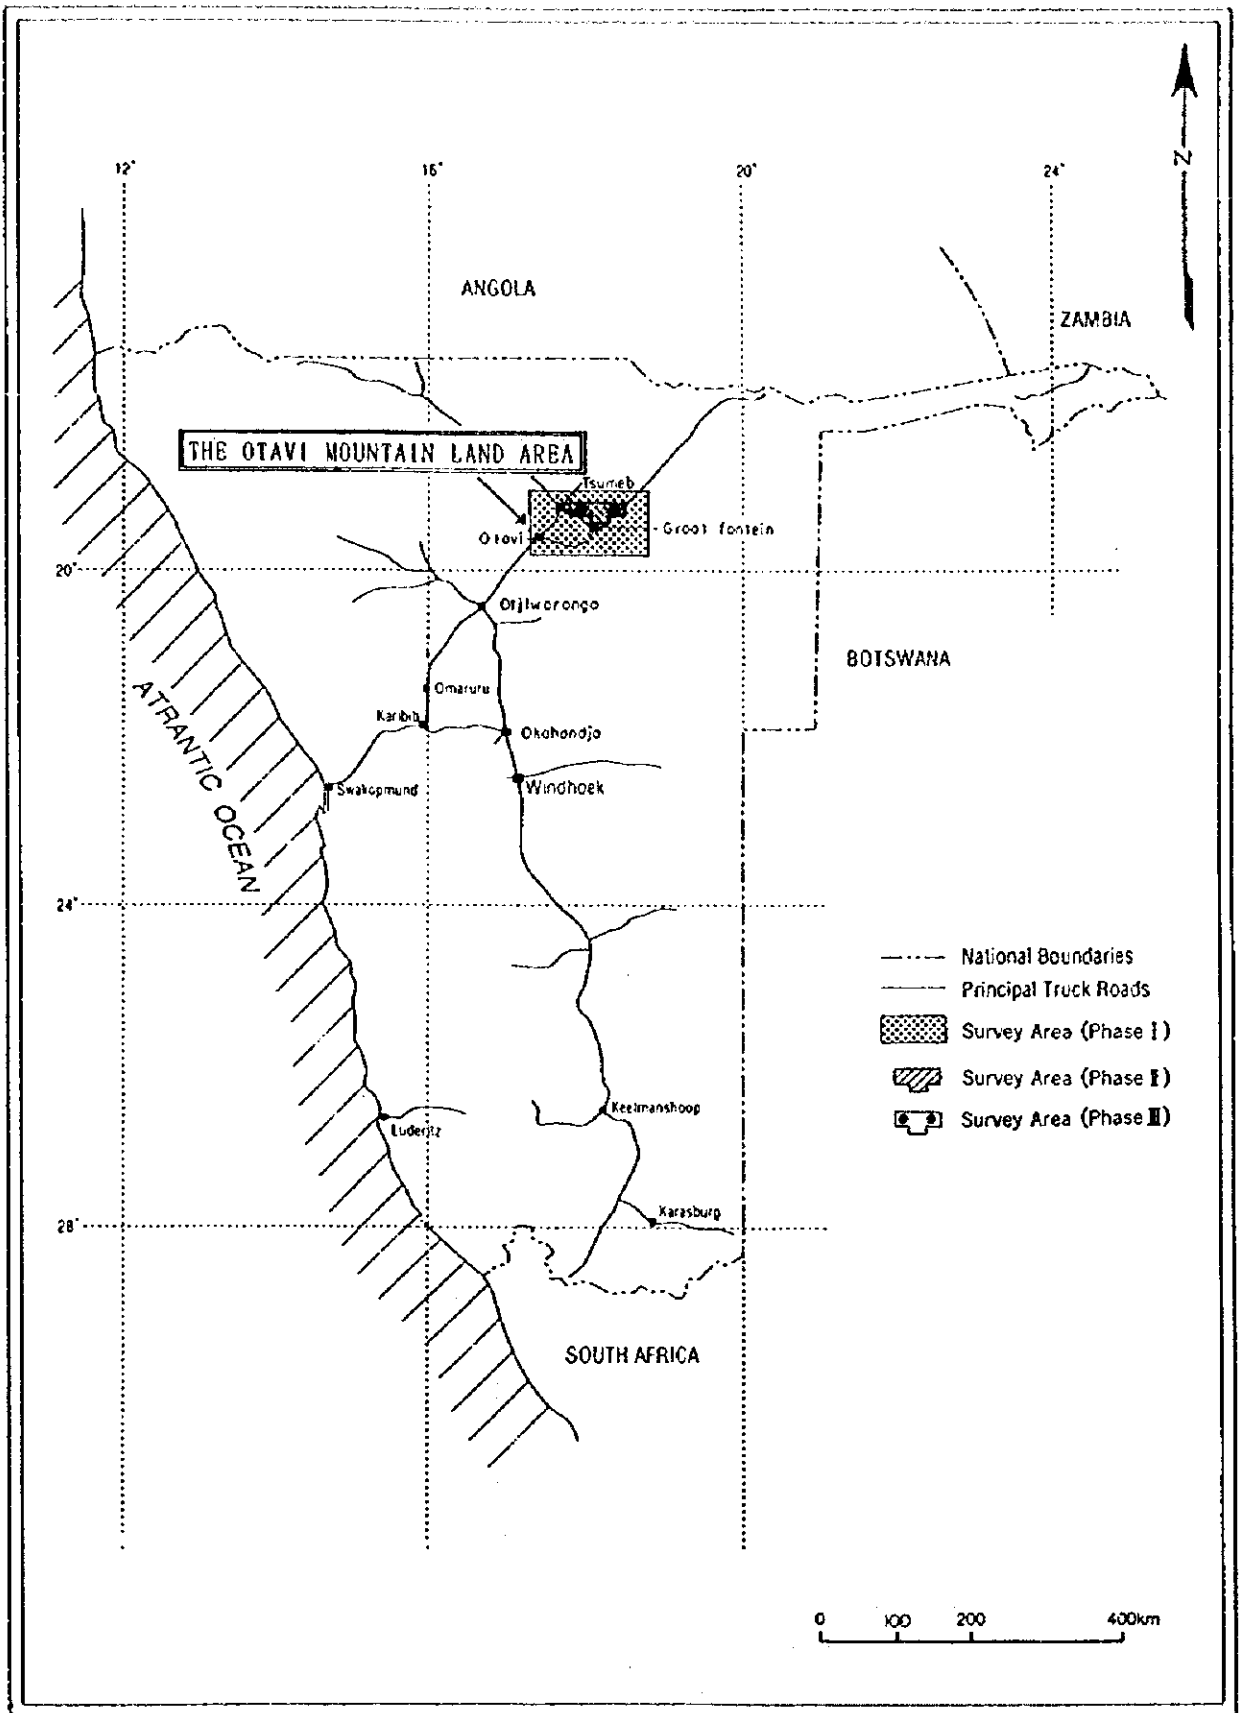 N
12°
16°
20°
24°
ANGOLA
ZAMBIA
THE OTAVI MOUNTAIN LAND AREA
Tsumeb
Otavi
Groot fontein
20°
Otjiworongo
BOTSWANA
Omaruru
Karibib
Okahandja
ATRANTIC OCEAN
Swakopmund
Windhoek
24°
National Boundaries
Principal Truck Roads
Survey Area (Phase I)
Survey Area (Phase II)
Survey Area (Phase III)
Keetmanshoop
Luderitz
28°
Karasburg
SOUTH AFRICA
0 100 200 400km